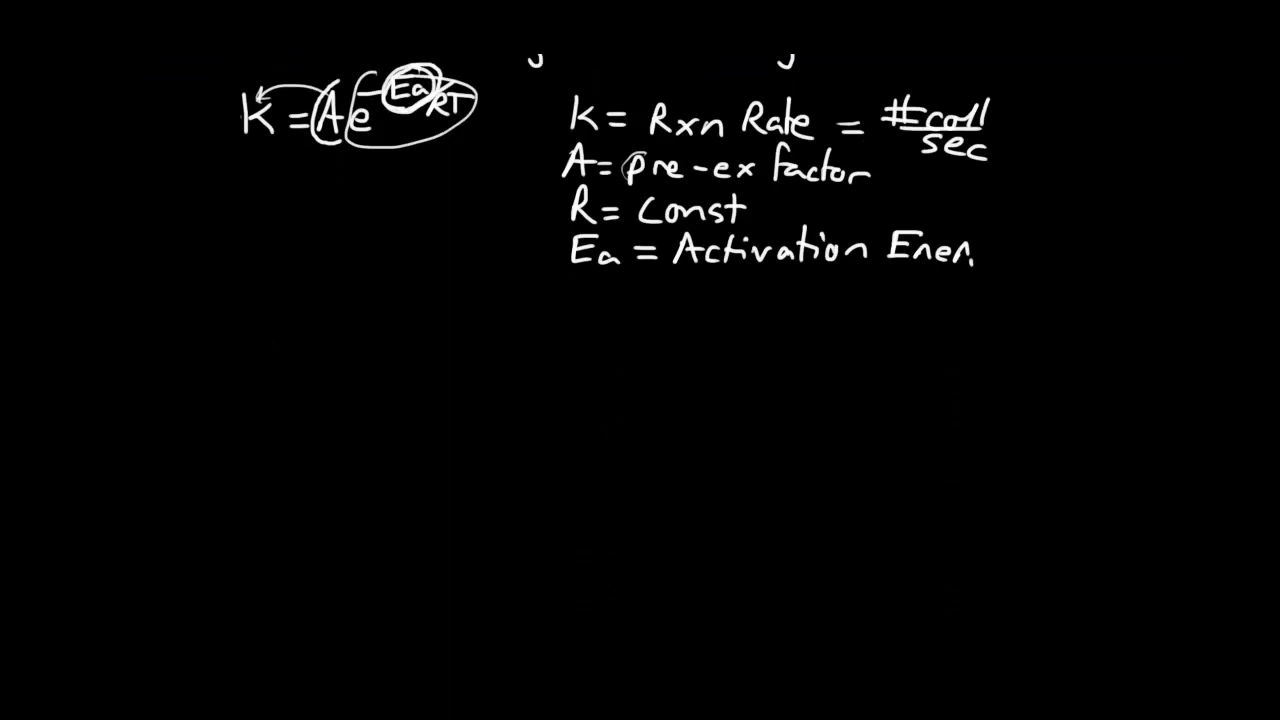 K = Ae^-Ea/RT
K = Rxn Rate = #coll/sec
A = pre-ex factor
R = Const
Ea = Activation Ener